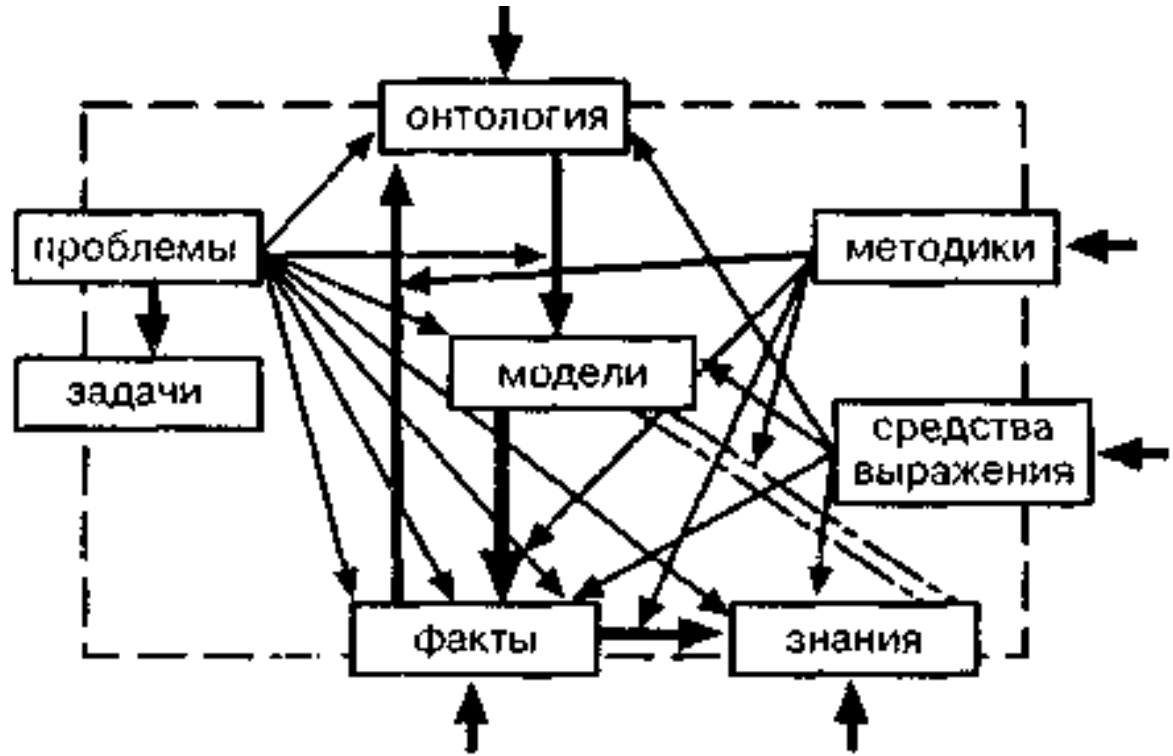 онтология
проблемы
методики
задачи
модели
средства
выражения
факты
знания